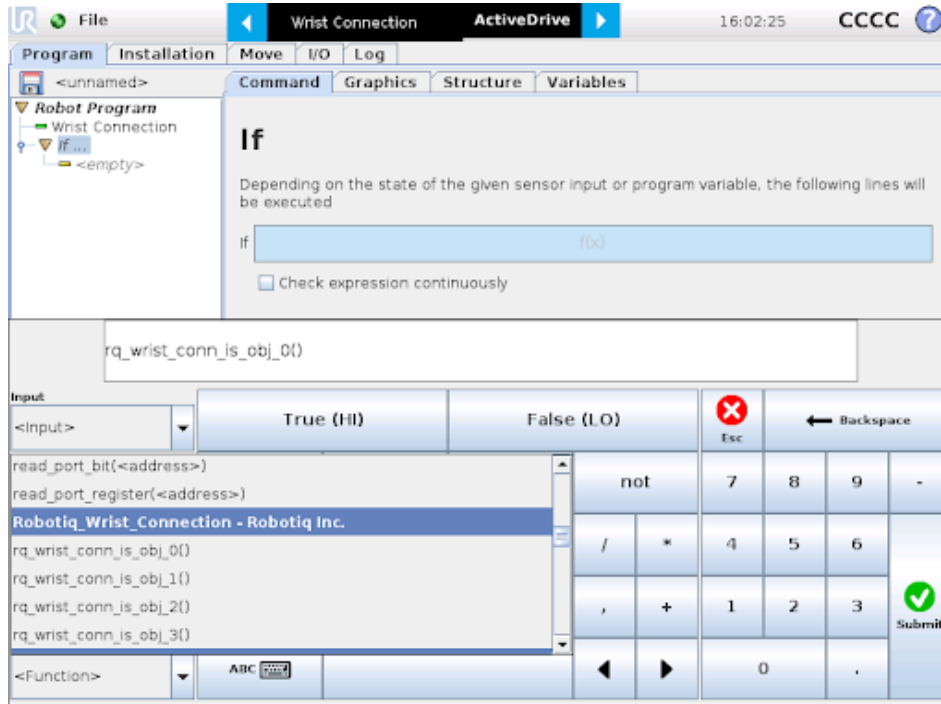 UR File Wrist Connection ActiveDrive 16:02:25 CCCC ?
Program Installation Move I/O Log
<unnamed> Command Graphics Structure Variables
Robot Program
Wrist Connection
If ...
<empty>
If
Depending on the state of the given sensor input or program variable, the following lines will
be executed
If f(x)
Check expression continuously
rq_wrist_conn_is_obj_0()
Input
<Input> True (HI) False (LO) Esc Backspace
read_port_bit(<address>)
read_port_register(<address>)
not 7 8 9 -
Robotiq_Wrist_Connection - Robotiq Inc.
rq_wrist_conn_is_obj_0()
/ * 4 5 6
rq_wrist_conn_is_obj_1()
rq_wrist_conn_is_obj_2()
rq_wrist_conn_is_obj_3()
, + 1 2 3 Submit
<Function> ABC 0 .